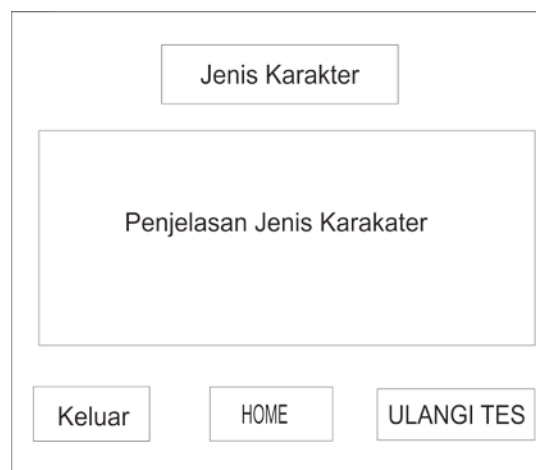 Jenis Karakter
Penjelasan Jenis Karakater
Keluar
HOME
ULANGI TES